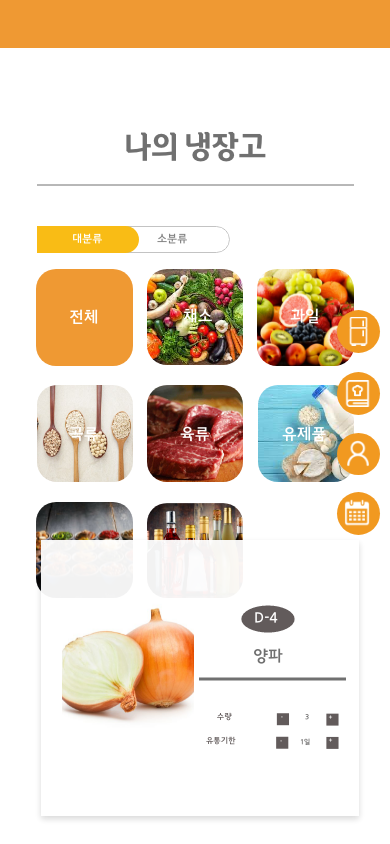 나의 냉장고
대분류 소분류
전체 채소 과일
곡류 육류 유제품
D-4
양파
수량 - 3 +
유통기한 - 1일 +